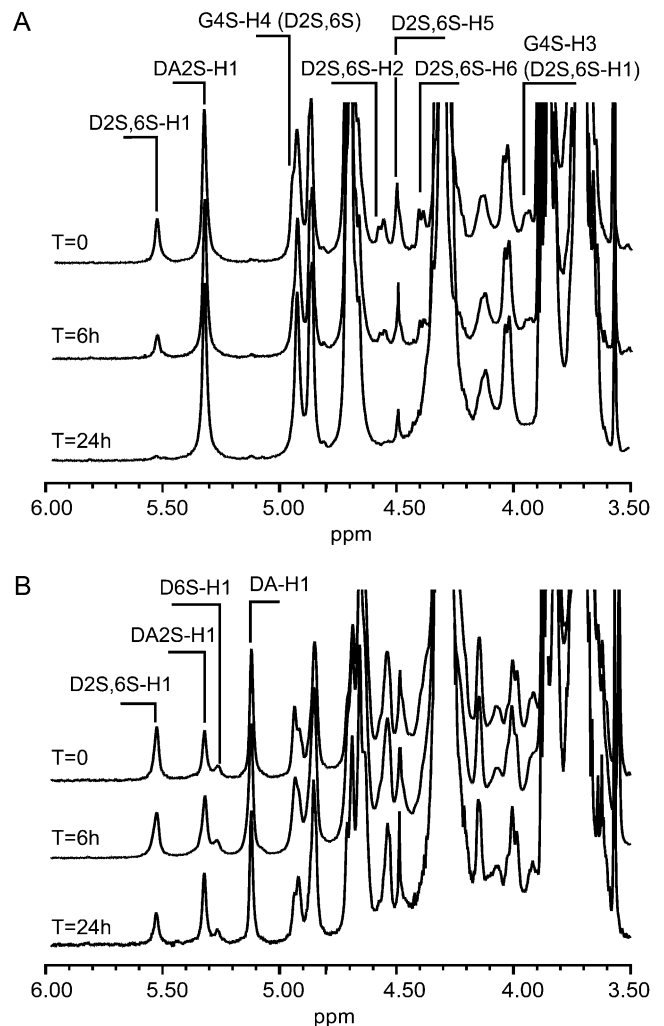 A
G4S-H4 (D2S,6S)
D2S,6S-H5
G4S-H3
DA2S-H1
D2S,6S-H2
D2S,6S-H6
(D2S,6S-H1)
D2S,6S-H1
T=0
T=6h
T=24h
6.00 5.50 5.00 4.50 4.00 3.50
ppm
B
D6S-H1
DA-H1
DA2S-H1
D2S,6S-H1
T=0
T=6h
T=24h
6.00 5.50 5.00 4.50 4.00 3.50
ppm